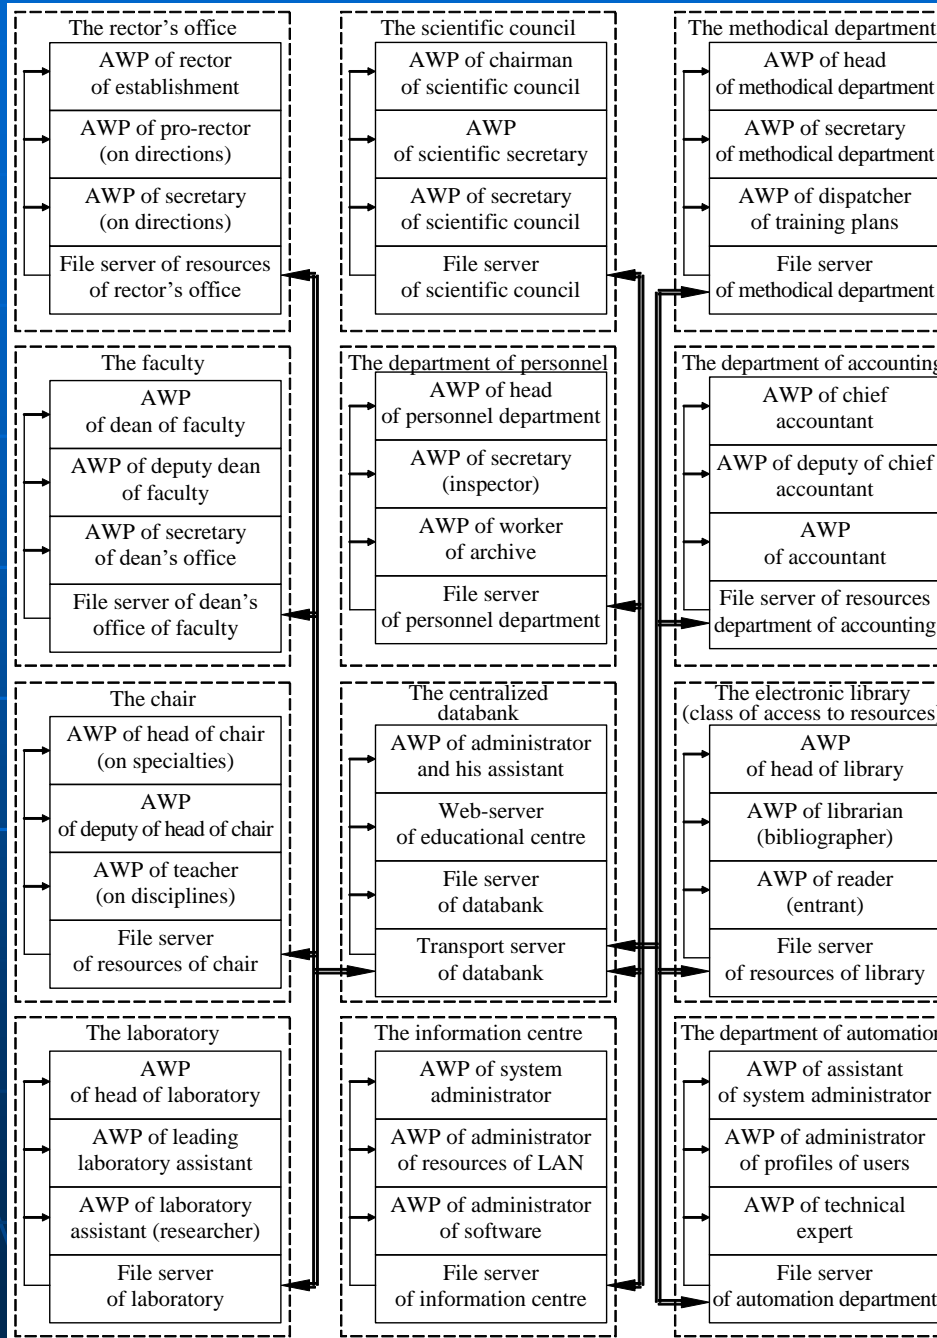 The rector's office
AWP of rector
of establishment
AWP of pro-rector
(on directions)
AWP of secretary
(on directions)
File server of resources
of rector's office
The scientific council
AWP of chairman
of scientific council
AWP
of scientific secretary
AWP of secretary
of scientific council
File server
of scientific council
The methodical department
AWP of head
of methodical department
AWP of secretary
of methodical department
AWP of dispatcher
of training plans
File server
of methodical department
The faculty
AWP
of dean of faculty
AWP of deputy dean
of faculty
AWP of secretary
of dean's office
File server of dean's
office of faculty
The department of personnel
AWP of head
of personnel department
AWP of secretary
(inspector)
AWP of worker
of archive
File server
of personnel department
The department of accounting
AWP of chief
accountant
AWP of deputy of chief
accountant
AWP
of accountant
File server of resources
department of accounting
The chair
AWP of head of chair
(on specialties)
AWP
of deputy of head of chair
AWP of teacher
(on disciplines)
File server
of resources of chair
The centralized
databank
AWP of administrator
and his assistant
Web-server
of educational centre
File server
of databank
Transport server
of databank
The electronic library
(class of access to resources)
AWP
of head of library
AWP of librarian
(bibliographer)
AWP of reader
(entrant)
File server
of resources of library
The laboratory
AWP
of head of laboratory
AWP of leading
laboratory assistant
AWP of laboratory
assistant (researcher)
File server
of laboratory
The information centre
AWP of system
administrator
AWP of administrator
of resources of LAN
AWP of administrator
of software
File server
of information centre
The department of automation
AWP of assistant
of system administrator
AWP of administrator
of profiles of users
AWP of technical
expert
File server
of automation department